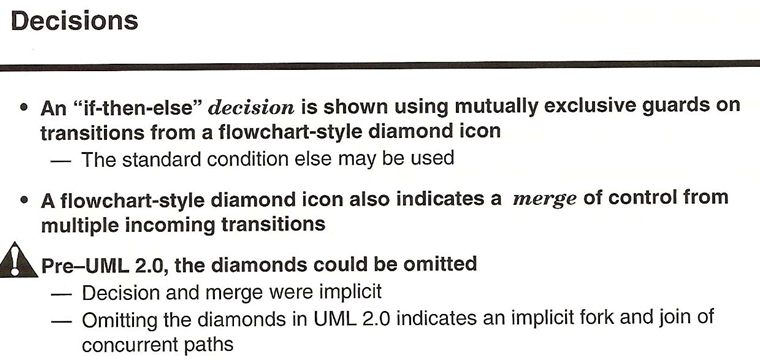 Decisions
• An “if-then-else” decision is shown using mutually exclusive guards on
transitions from a flowchart-style diamond icon
— The standard condition else may be used
• A flowchart-style diamond icon also indicates a merge of control from
multiple incoming transitions
Pre–UML 2.0, the diamonds could be omitted
— Decision and merge were implicit
— Omitting the diamonds in UML 2.0 indicates an implicit fork and join of
concurrent paths